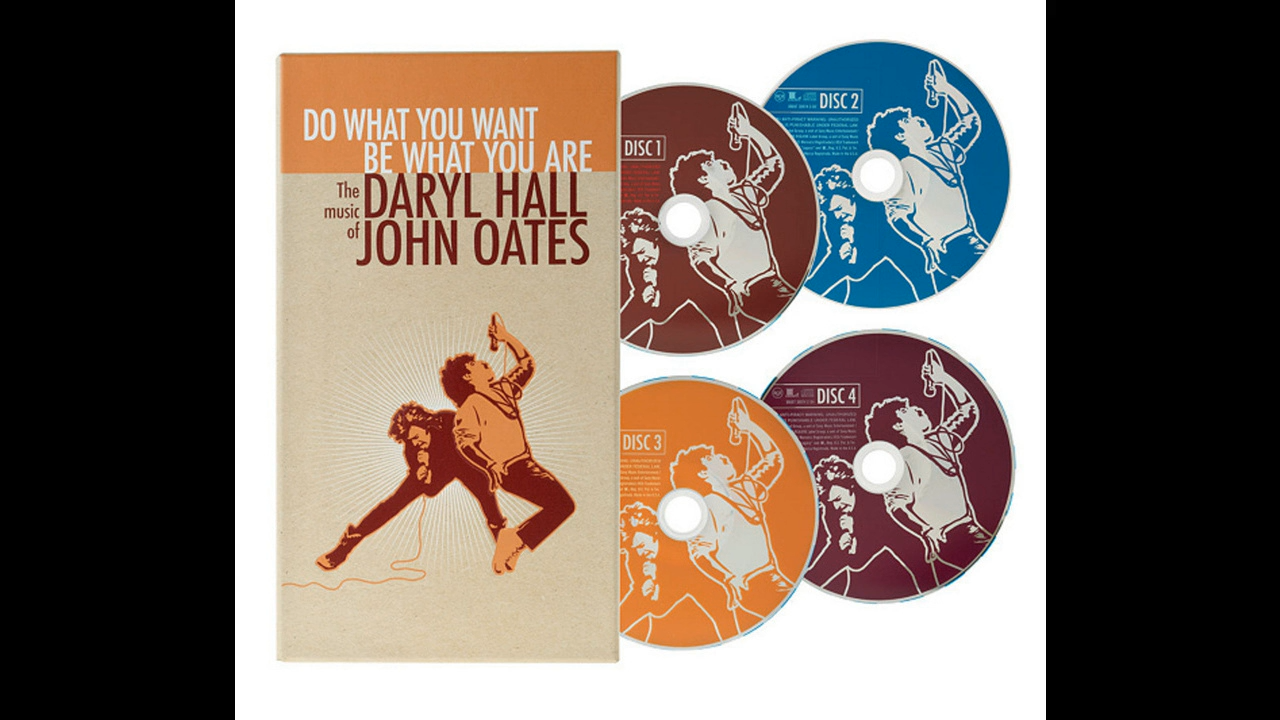 DO WHAT YOU WANT
BE WHAT YOU ARE
The
music
of
DARYL HALL
JOHN OATES
DISC 1
DISC 2
DISC 3
DISC 4